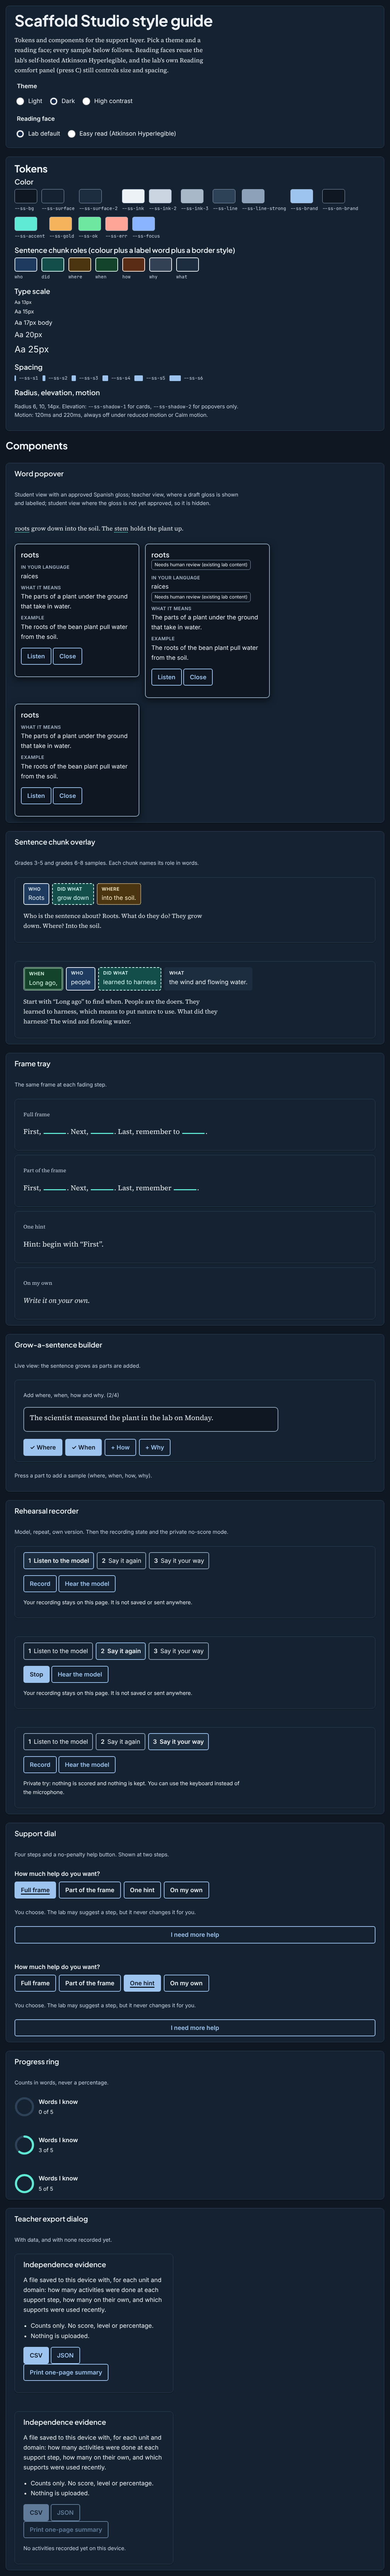 Scaffold Studio style guide
Tokens and components for the support layer. Pick a theme and a
reading face; every sample below follows. Reading faces reuse the
lab's self-hosted Atkinson Hyperlegible, and the lab's own Reading
comfort panel (press C) still controls size and spacing.
Theme
Light Dark High contrast
Reading face
Lab default Easy read (Atkinson Hyperlegible)
Tokens
Color
--ss-bg --ss-surface --ss-surface-2 --ss-ink --ss-ink-2 --ss-ink-3 --ss-line --ss-line-strong --ss-brand --ss-on-brand
--ss-accent --ss-gold --ss-ok --ss-err --ss-focus
Sentence chunk roles (colour plus a label word plus a border style)
who did where when how why what
Type scale
Aa 13px
Aa 15px
Aa 17px body
Aa 20px
Aa 25px
Spacing
--ss-s1 --ss-s2 --ss-s3 --ss-s4 --ss-s5 --ss-s6
Radius, elevation, motion
Radius 6, 10, 14px. Elevation: --ss-shadow-1 for cards, --ss-shadow-2 for popovers only.
Motion: 120ms and 220ms, always off under reduced motion or Calm motion.
Components
Word popover
Student view with an approved Spanish gloss; teacher view, where a draft gloss is shown
and labelled; student view where the gloss is not yet approved, so it is hidden.
roots grow down into the soil. The stem holds the plant up.
roots
IN YOUR LANGUAGE
raíces
WHAT IT MEANS
The parts of a plant under the ground
that take in water.
EXAMPLE
The roots of the bean plant pull water
from the soil.
Listen Close
roots
Needs human review (existing lab content)
IN YOUR LANGUAGE
raíces
Needs human review (existing lab content)
WHAT IT MEANS
The parts of a plant under the ground
that take in water.
EXAMPLE
The roots of the bean plant pull water
from the soil.
Listen Close
roots
WHAT IT MEANS
The parts of a plant under the ground
that take in water.
EXAMPLE
The roots of the bean plant pull water
from the soil.
Listen Close
Sentence chunk overlay
Grades 3-5 and grades 6-8 samples. Each chunk names its role in words.
WHO DID WHAT WHERE
Roots grow down into the soil.
Who is the sentence about? Roots. What do they do? They grow
down. Where? Into the soil.
WHEN WHO DID WHAT WHAT
Long ago, people learned to harness the wind and flowing water.
Start with “Long ago” to find when. People are the doers. They
learned to harness, which means to put nature to use. What did they
harness? The wind and flowing water.
Frame tray
The same frame at each fading step.
Full frame
First, ______. Next, ______. Last, remember to ______.
Part of the frame
First, ______. Next, ______. Last, remember ______.
One hint
Hint: begin with “First”.
On my own
Write it on your own.
Grow-a-sentence builder
Live view: the sentence grows as parts are added.
Add where, when, how and why. (2/4)
The scientist measured the plant in the lab on Monday.
✓ Where ✓ When + How + Why
Press a part to add a sample (where, when, how, why).
Rehearsal recorder
Model, repeat, own version. Then the recording state and the private no-score mode.
1 Listen to the model 2 Say it again 3 Say it your way
Record Hear the model
Your recording stays on this page. It is not saved or sent anywhere.
1 Listen to the model 2 Say it again 3 Say it your way
Stop Hear the model
Your recording stays on this page. It is not saved or sent anywhere.
1 Listen to the model 2 Say it again 3 Say it your way
Record Hear the model
Private try: nothing is scored and nothing is kept. You can use the keyboard instead of
the microphone.
Support dial
Four steps and a no-penalty help button. Shown at two steps.
How much help do you want?
Full frame Part of the frame One hint On my own
You choose. The lab may suggest a step, but it never changes it for you.
I need more help
How much help do you want?
Full frame Part of the frame One hint On my own
You choose. The lab may suggest a step, but it never changes it for you.
I need more help
Progress ring
Counts in words, never a percentage.
Words I know
0 of 5
Words I know
3 of 5
Words I know
5 of 5
Teacher export dialog
With data, and with none recorded yet.
Independence evidence
A file saved to this device with, for each unit and
domain: how many activities were done at each
support step, how many on their own, and which
supports were used recently.
• Counts only. No score, level or percentage.
• Nothing is uploaded.
CSV JSON
Print one-page summary
Independence evidence
A file saved to this device with, for each unit and
domain: how many activities were done at each
support step, how many on their own, and which
supports were used recently.
• Counts only. No score, level or percentage.
• Nothing is uploaded.
CSV JSON
Print one-page summary
No activities recorded yet on this device.